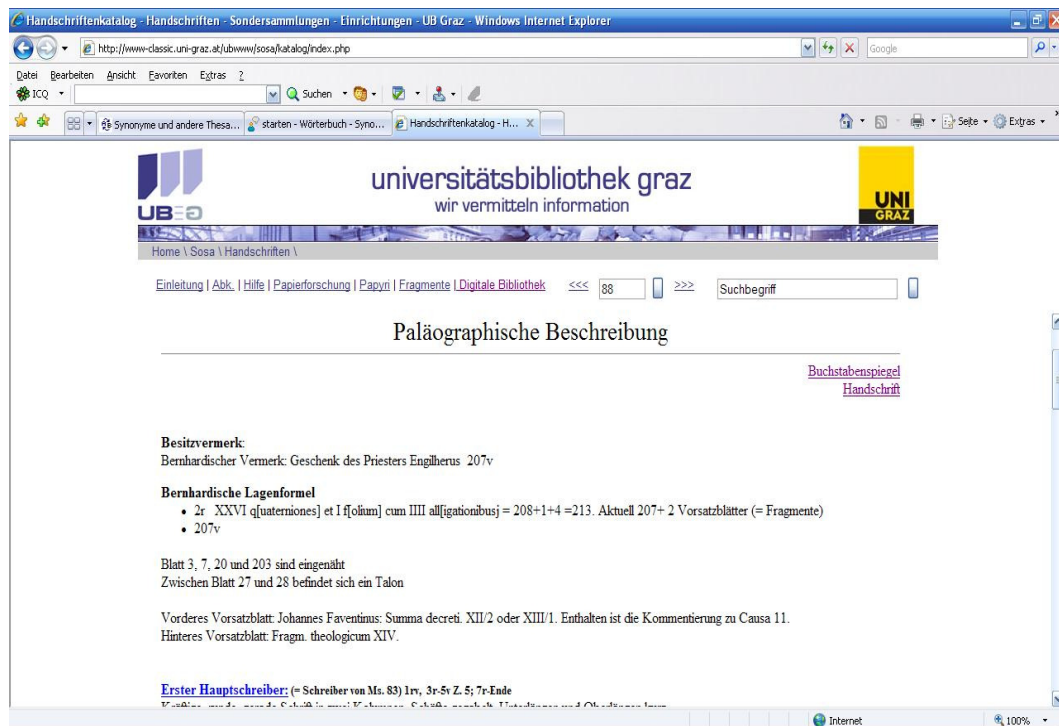 Handschriftenkatalog - Handschriften - Sondersammlungen - Einrichtungen - UB Graz - Windows Internet Explorer
http://www-classic.uni-graz.at/ubwww/sosa/katalog/index.php
Google
Datei Bearbeiten Ansicht Favoriten Extras ?
ICQ Suchen
Synonyme und andere Thesa... starten - Wörterbuch - Syno... Handschriftenkatalog - H... X Seite Extras
universitätsbibliothek graz
wir vermitteln information
UB
UNI
GRAZ
Home \ Sosa \ Handschriften \
Einleitung | Abk. | Hilfe | Papierforschung | Papyri | Fragmente | Digitale Bibliothek <<< 88 >>> Suchbegriff
Paläographische Beschreibung
Buchstabenspiegel
Handschrift
Besitzvermerk:
Bernhardischer Vermerk: Geschenk des Priesters Engilherus 207v
Bernhardische Lagenformel
• 2r XXVI q[uaterniones] et I f[olium] cum IIII all[igationibusj = 208+1+4 =213. Aktuell 207+ 2 Vorsatzblätter (= Fragmente)
• 207v
Blatt 3, 7, 20 und 203 sind eingenäht
Zwischen Blatt 27 und 28 befindet sich ein Talon
Vorderes Vorsatzblatt: Johannes Faventinus: Summa decreti. XII/2 oder XIII/1. Enthalten ist die Kommentierung zu Causa 11.
Hinteres Vorsatzblatt: Fragm. theologicum XIV.
Erster Hauptschreiber: (= Schreiber von Ms. 83) 1rv, 3r-5v Z. 5; 7r-Ende
Internet 100%